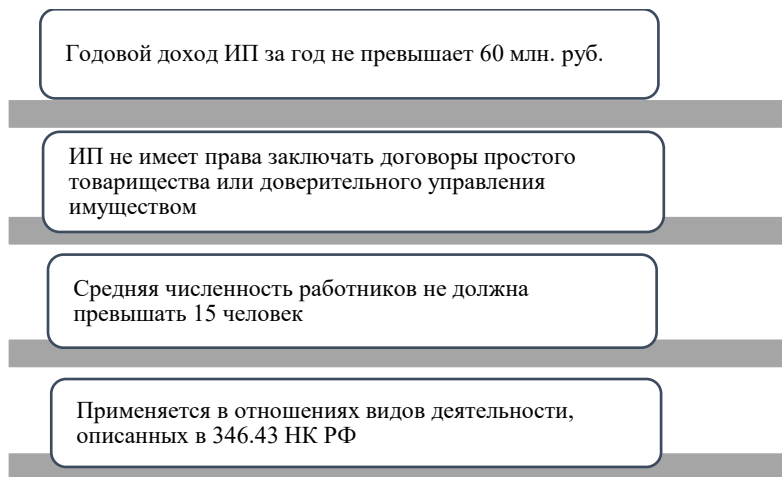 Годовой доход ИП за год не превышает 60 млн. руб.
ИП не имеет права заключать договоры простого
товарищества или доверительного управления
имуществом
Средняя численность работников не должна
превышать 15 человек
Применяется в отношениях видов деятельности,
описанных в 346.43 НК РФ